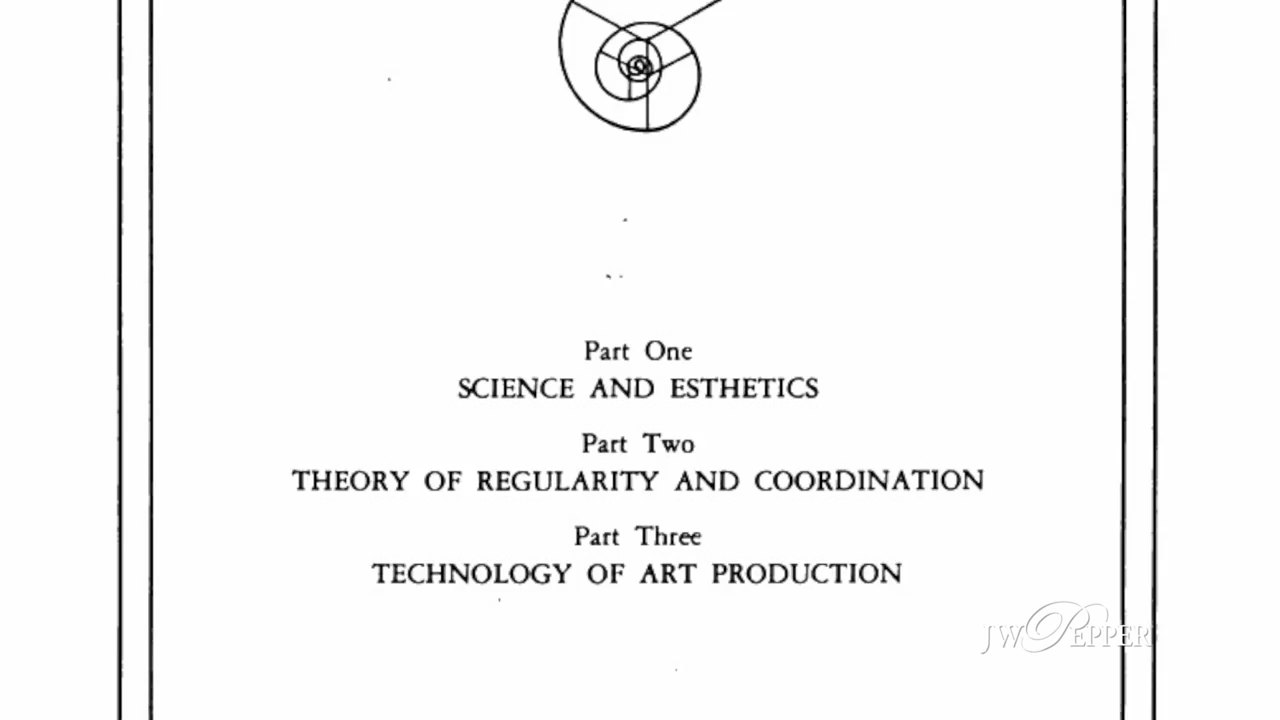 Part One
SCIENCE AND ESTHETICS
Part Two
THEORY OF REGULARITY AND COORDINATION
Part Three
TECHNOLOGY OF ART PRODUCTION
JW PEPPER